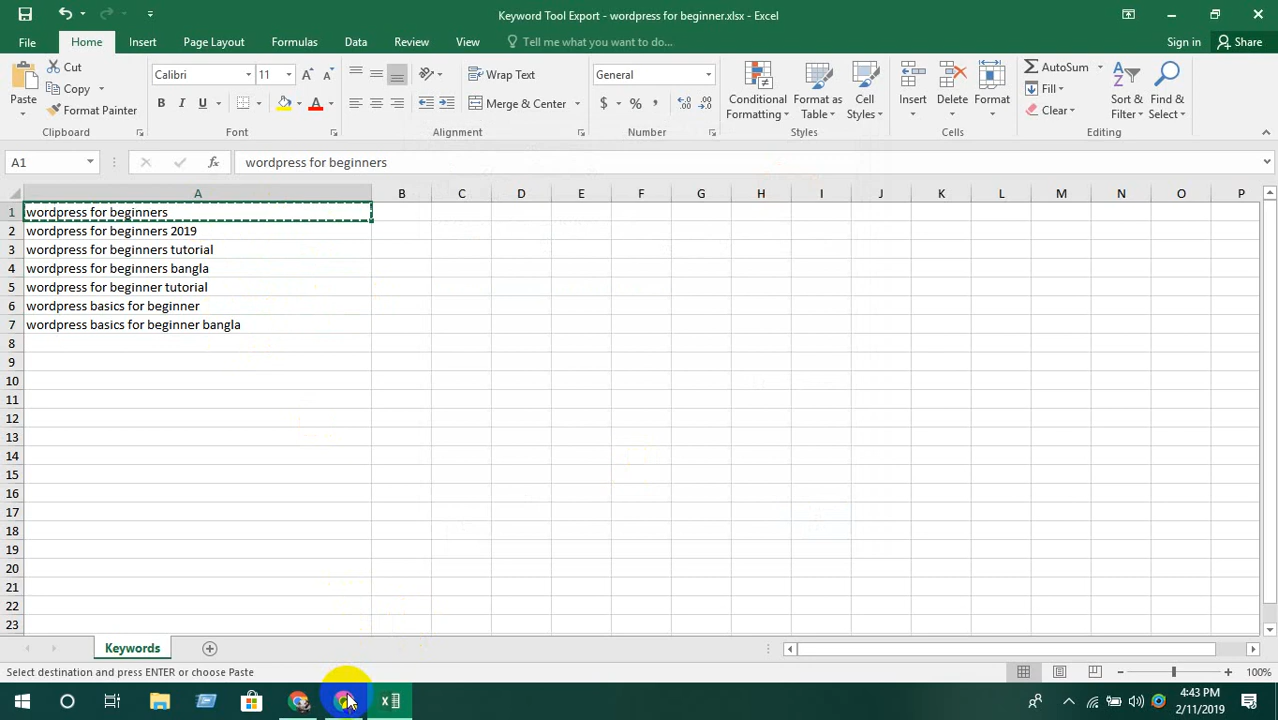 Keyword Tool Export - wordpress for beginner.xlsx - Excel
File Home Insert Page Layout Formulas Data Review View Tell me what you want to do... Sign in Share
Paste
Cut
Copy
Format Painter
Clipboard
Calibri 11
B I U
Font
Wrap Text
Merge & Center
Alignment
General
$ % ,
Number
Conditional Formatting
Format as Table
Cell Styles
Styles
Insert
Delete
Format
Cells
AutoSum
Fill
Clear
Sort & Filter
Find & Select
Editing
A1 fx wordpress for beginners
A B C D E F G H I J K L M N O P
1 wordpress for beginners
2 wordpress for beginners 2019
3 wordpress for beginners tutorial
4 wordpress for beginners bangla
5 wordpress for beginner tutorial
6 wordpress basics for beginner
7 wordpress basics for beginner bangla
8
9
10
11
12
13
14
15
16
17
18
19
20
21
22
23
Keywords
Select destination and press ENTER or choose Paste
100%
4:43 PM
2/11/2019